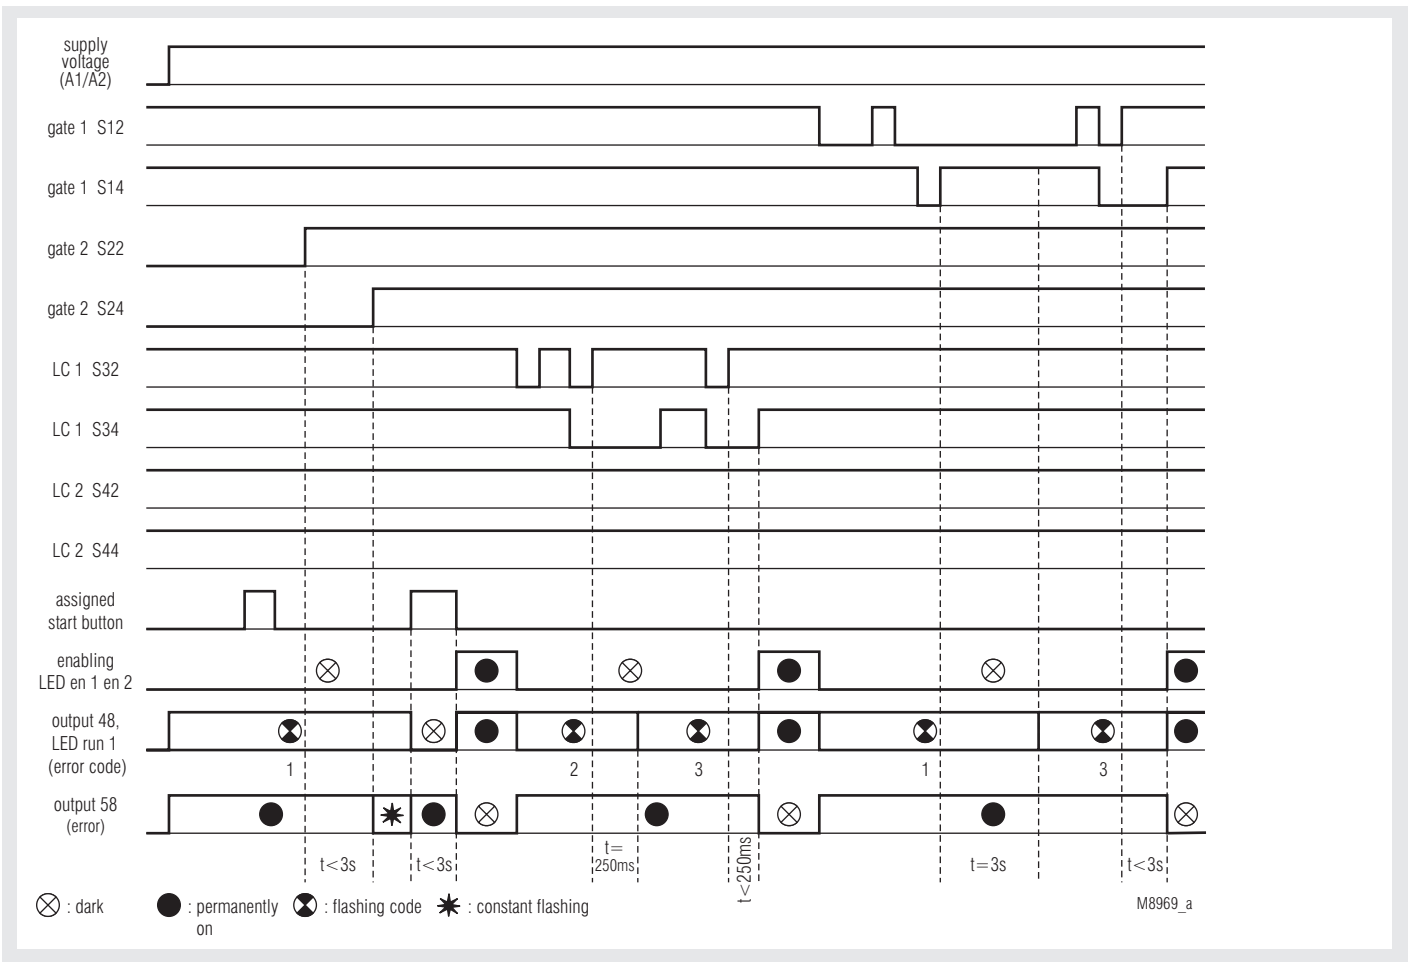 supply
voltage
(A1/A2)
gate 1 S12
gate 1 S14
gate 2 S22
gate 2 S24
LC 1 S32
LC 1 S34
LC 2 S42
LC 2 S44
assigned
start button
enabling
LED en 1 en 2
output 48,
LED run 1
(error code)
1
2
3
1
3
output 58
(error)
t<3s
t<3s
t=
250ms
t<250ms
t=3s
t<3s
: dark
: permanently
on
: flashing code
: constant flashing
M8969_a